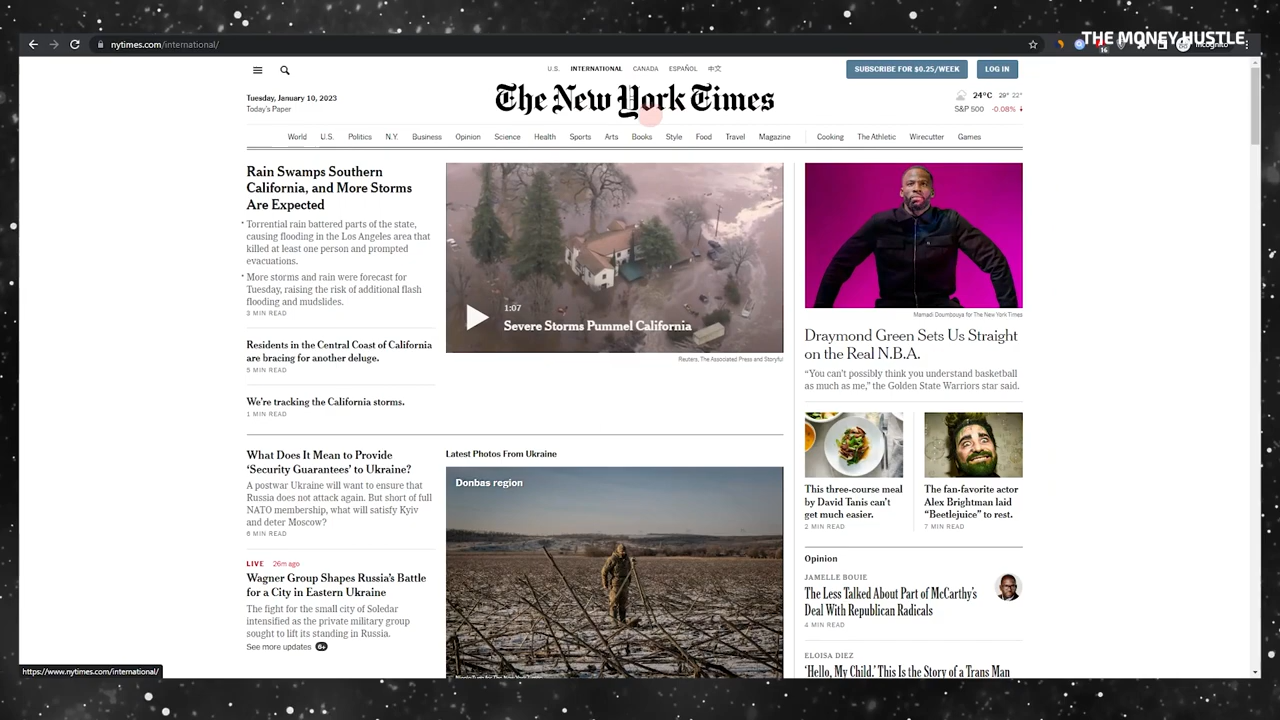 THE MONEY HUSTLE
nytimes.com/international/
16
Incognito
U.S. INTERNATIONAL CANADA ESPAÑOL 中文
SUBSCRIBE FOR $0.25/WEEK LOG IN
Tuesday, January 10, 2023
Today's Paper
The New York Times
24°C 29° 22°
S&P 500 -0.08%
World U.S. Politics N.Y. Business Opinion Science Health Sports Arts Books Style Food Travel Magazine Cooking The Athletic Wirecutter Games
Rain Swamps Southern
California, and More Storms
Are Expected
Torrential rain battered parts of the state,
causing flooding in the Los Angeles area that
killed at least one person and prompted
evacuations.
More storms and rain were forecast for
Tuesday, raising the risk of additional flash
flooding and mudslides.
3 MIN READ
Residents in the Central Coast of California
are bracing for another deluge.
5 MIN READ
We're tracking the California storms.
1 MIN READ
1:07
Severe Storms Pummel California
Reuters, The Associated Press and Storyful
Mamadi Doumbouya for The New York Times
Draymond Green Sets Us Straight
on the Real N.B.A.
“You can't possibly think you understand basketball
as much as me,” the Golden State Warriors star said.
This three-course meal
by David Tanis can't
get much easier.
2 MIN READ
The fan-favorite actor
Alex Brightman laid
“Beetlejuice” to rest.
7 MIN READ
What Does It Mean to Provide
‘Security Guarantees’ to Ukraine?
A postwar Ukraine will want to ensure that
Russia does not attack again. But short of full
NATO membership, what will satisfy Kyiv
and deter Moscow?
6 MIN READ
LIVE 26m ago
Wagner Group Shapes Russia's Battle
for a City in Eastern Ukraine
The fight for the small city of Soledar
intensified as the private military group
sought to lift its standing in Russia.
See more updates 6+
Latest Photos From Ukraine
Donbas region
Opinion
JAMELLE BOUIE
The Less Talked About Part of McCarthy's
Deal With Republican Radicals
4 MIN READ
ELOISA DIEZ
‘Hello, My Child.’ This Is the Story of a Trans Man
https://www.nytimes.com/international/